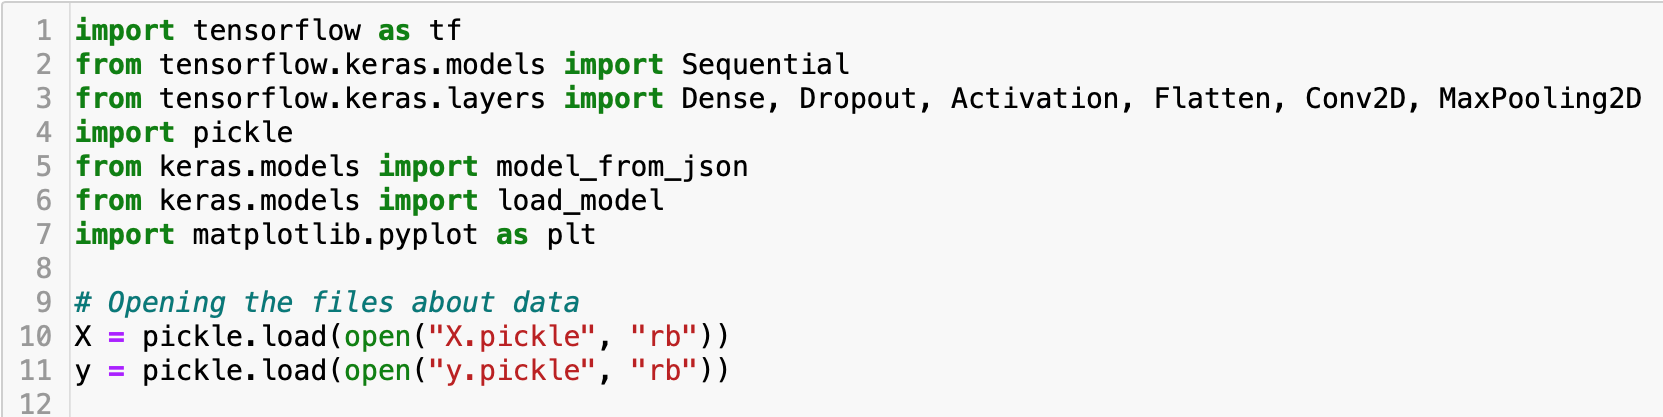 1 import tensorflow as tf
2 from tensorflow.keras.models import Sequential
3 from tensorflow.keras.layers import Dense, Dropout, Activation, Flatten, Conv2D, MaxPooling2D
4 import pickle
5 from keras.models import model_from_json
6 from keras.models import load_model
7 import matplotlib.pyplot as plt
8
9 # Opening the files about data
10 X = pickle.load(open("X.pickle", "rb"))
11 y = pickle.load(open("y.pickle", "rb"))
12